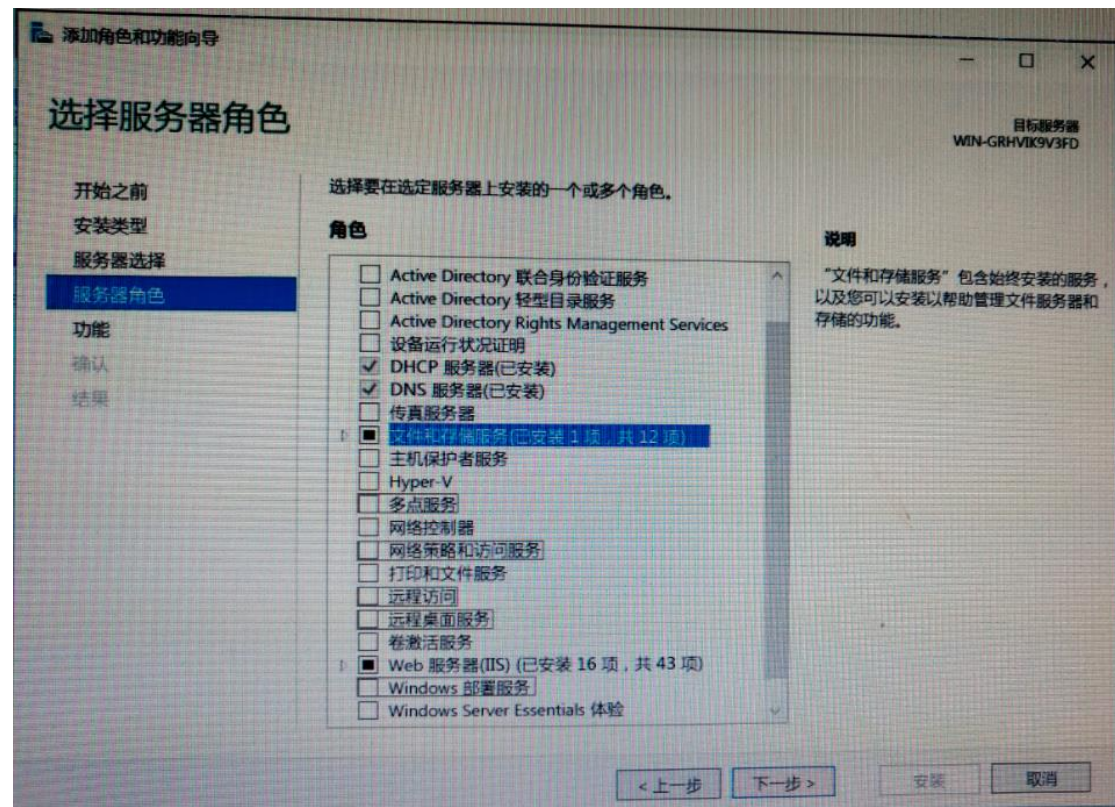 添加角色和功能向导
选择服务器角色
目标服务器
WIN-GRHVIK9V3FD
开始之前
安装类型
服务器选择
服务器角色
功能
确认
结果
选择要在选定服务器上安装的一个或多个角色。
角色
Active Directory 联合身份验证服务
Active Directory 轻型目录服务
Active Directory Rights Management Services
设备运行状况证明
DHCP 服务器(已安装)
DNS 服务器(已安装)
传真服务器
文件和存储服务(已安装 1 项，共 12 项)
主机保护者服务
Hyper-V
多点服务
网络控制器
网络策略和访问服务
打印和文件服务
远程访问
远程桌面服务
卷激活服务
Web 服务器(IIS) (已安装 16 项，共 43 项)
Windows 部署服务
Windows Server Essentials 体验
说明
"文件和存储服务"包含始终安装的服务，
以及您可以安装以帮助管理文件服务器和
存储的功能。
<上一步
下一步>
安装
取消